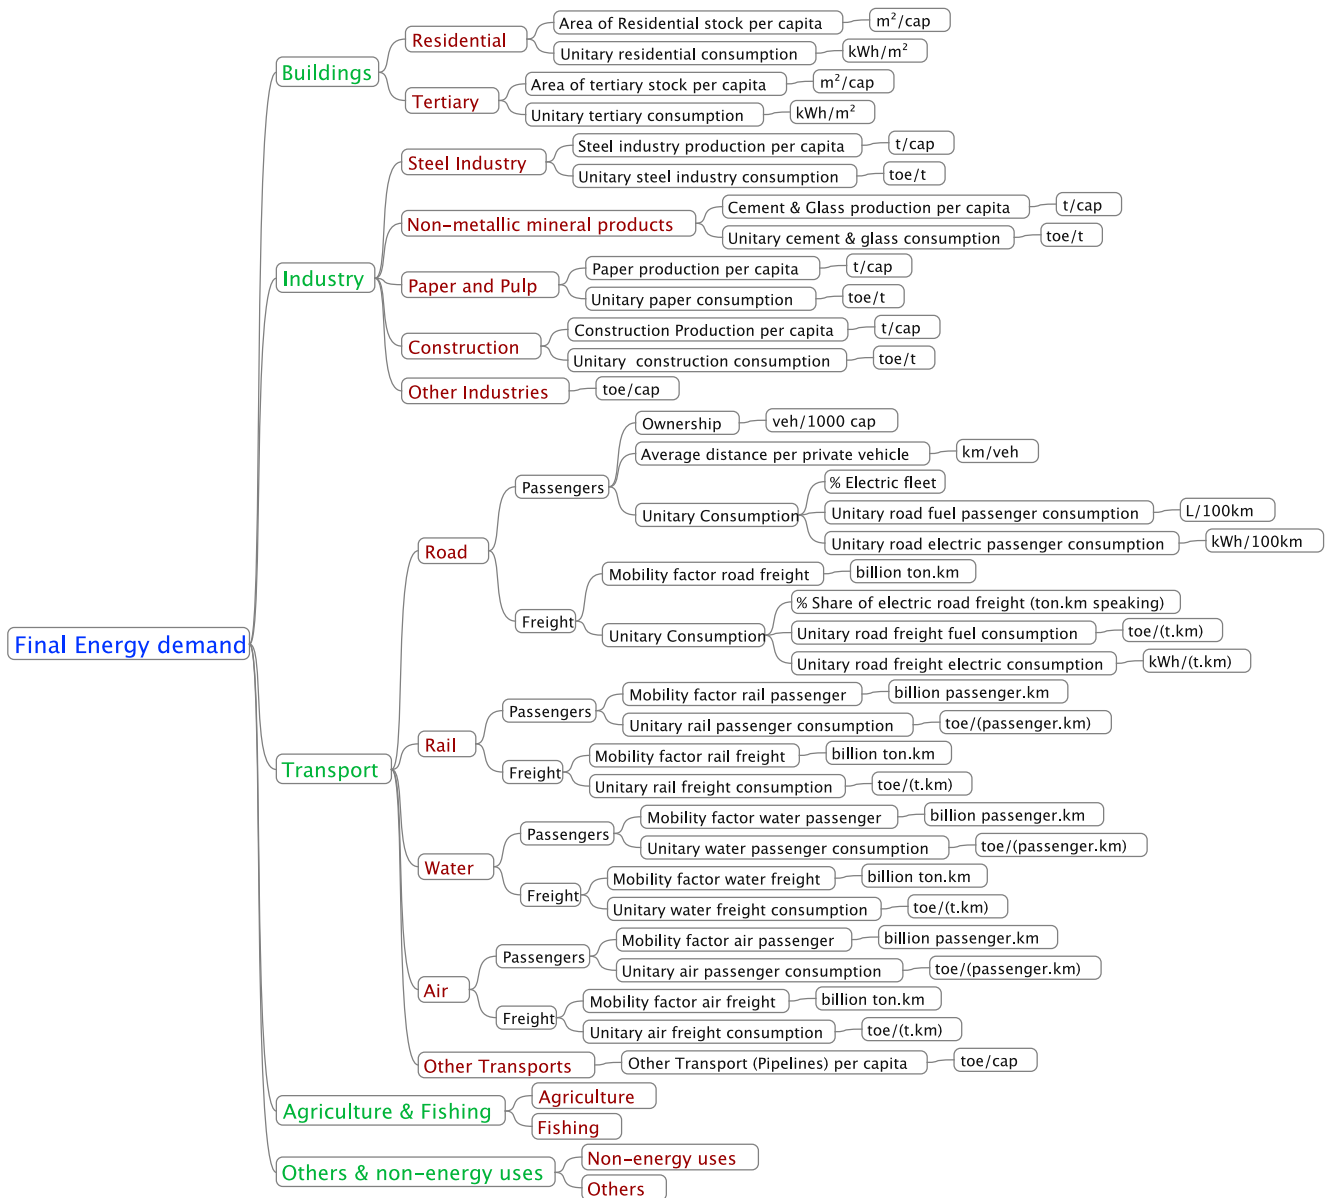 Final Energy demand
Buildings
Residential
Area of Residential stock per capita
m²/cap
Unitary residential consumption
kWh/m²
Tertiary
Area of tertiary stock per capita
m²/cap
Unitary tertiary consumption
kWh/m²
Industry
Steel Industry
Steel industry production per capita
t/cap
Unitary steel industry consumption
toe/t
Non-metallic mineral products
Cement & Glass production per capita
t/cap
Unitary cement & glass consumption
toe/t
Paper and Pulp
Paper production per capita
t/cap
Unitary paper consumption
toe/t
Construction
Construction Production per capita
t/cap
Unitary  construction consumption
toe/t
Other Industries
toe/cap
Transport
Road
Passengers
Ownership
veh/1000 cap
Average distance per private vehicle
km/veh
Unitary Consumption
% Electric fleet
Unitary road fuel passenger consumption
L/100km
Unitary road electric passenger consumption
kWh/100km
Freight
Mobility factor road freight
billion ton.km
Unitary Consumption
% Share of electric road freight (ton.km speaking)
Unitary road freight fuel consumption
toe/(t.km)
Unitary road freight electric consumption
kWh/(t.km)
Rail
Passengers
Mobility factor rail passenger
billion passenger.km
Unitary rail passenger consumption
toe/(passenger.km)
Freight
Mobility factor rail freight
billion ton.km
Unitary rail freight consumption
toe/(t.km)
Water
Passengers
Mobility factor water passenger
billion passenger.km
Unitary water passenger consumption
toe/(passenger.km)
Freight
Mobility factor water freight
billion ton.km
Unitary water freight consumption
toe/(t.km)
Air
Passengers
Mobility factor air passenger
billion passenger.km
Unitary air passenger consumption
toe/(passenger.km)
Freight
Mobility factor air freight
billion ton.km
Unitary air freight consumption
toe/(t.km)
Other Transports
Other Transport (Pipelines) per capita
toe/cap
Agriculture & Fishing
Agriculture
Fishing
Others & non-energy uses
Non-energy uses
Others